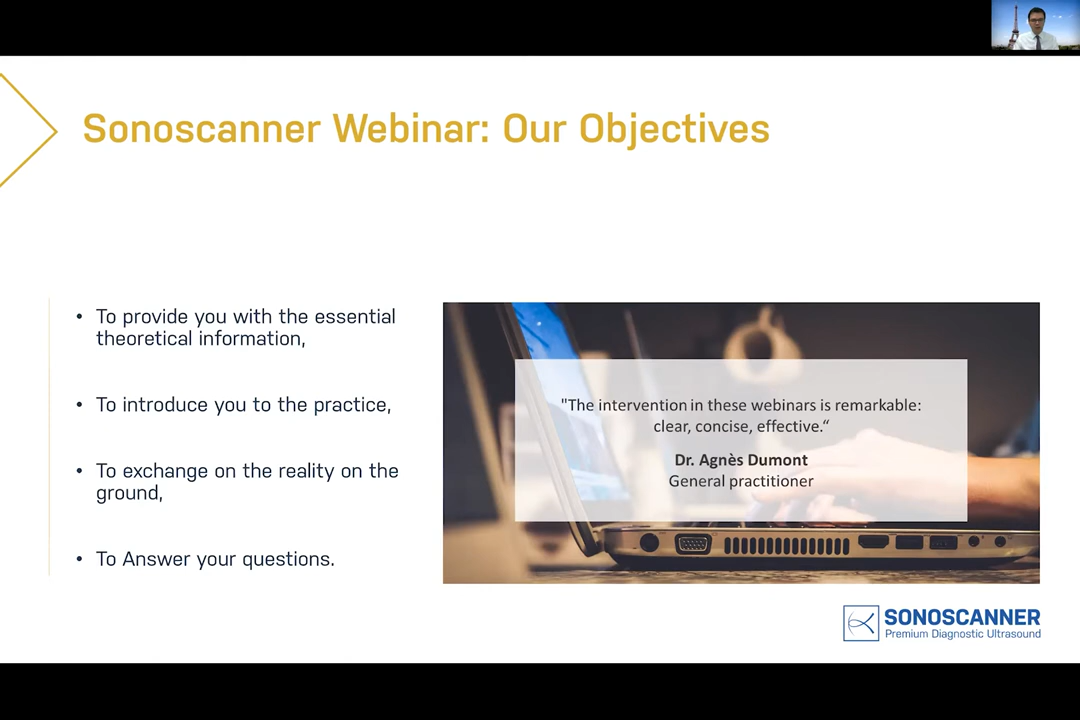 Sonoscanner Webinar: Our Objectives
• To provide you with the essential
theoretical information,
• To introduce you to the practice,
• To exchange on the reality on the
ground,
• To Answer your questions.
"The intervention in these webinars is remarkable:
clear, concise, effective.“
Dr. Agnès Dumont
General practitioner
SONOSCANNER
Premium Diagnostic Ultrasound